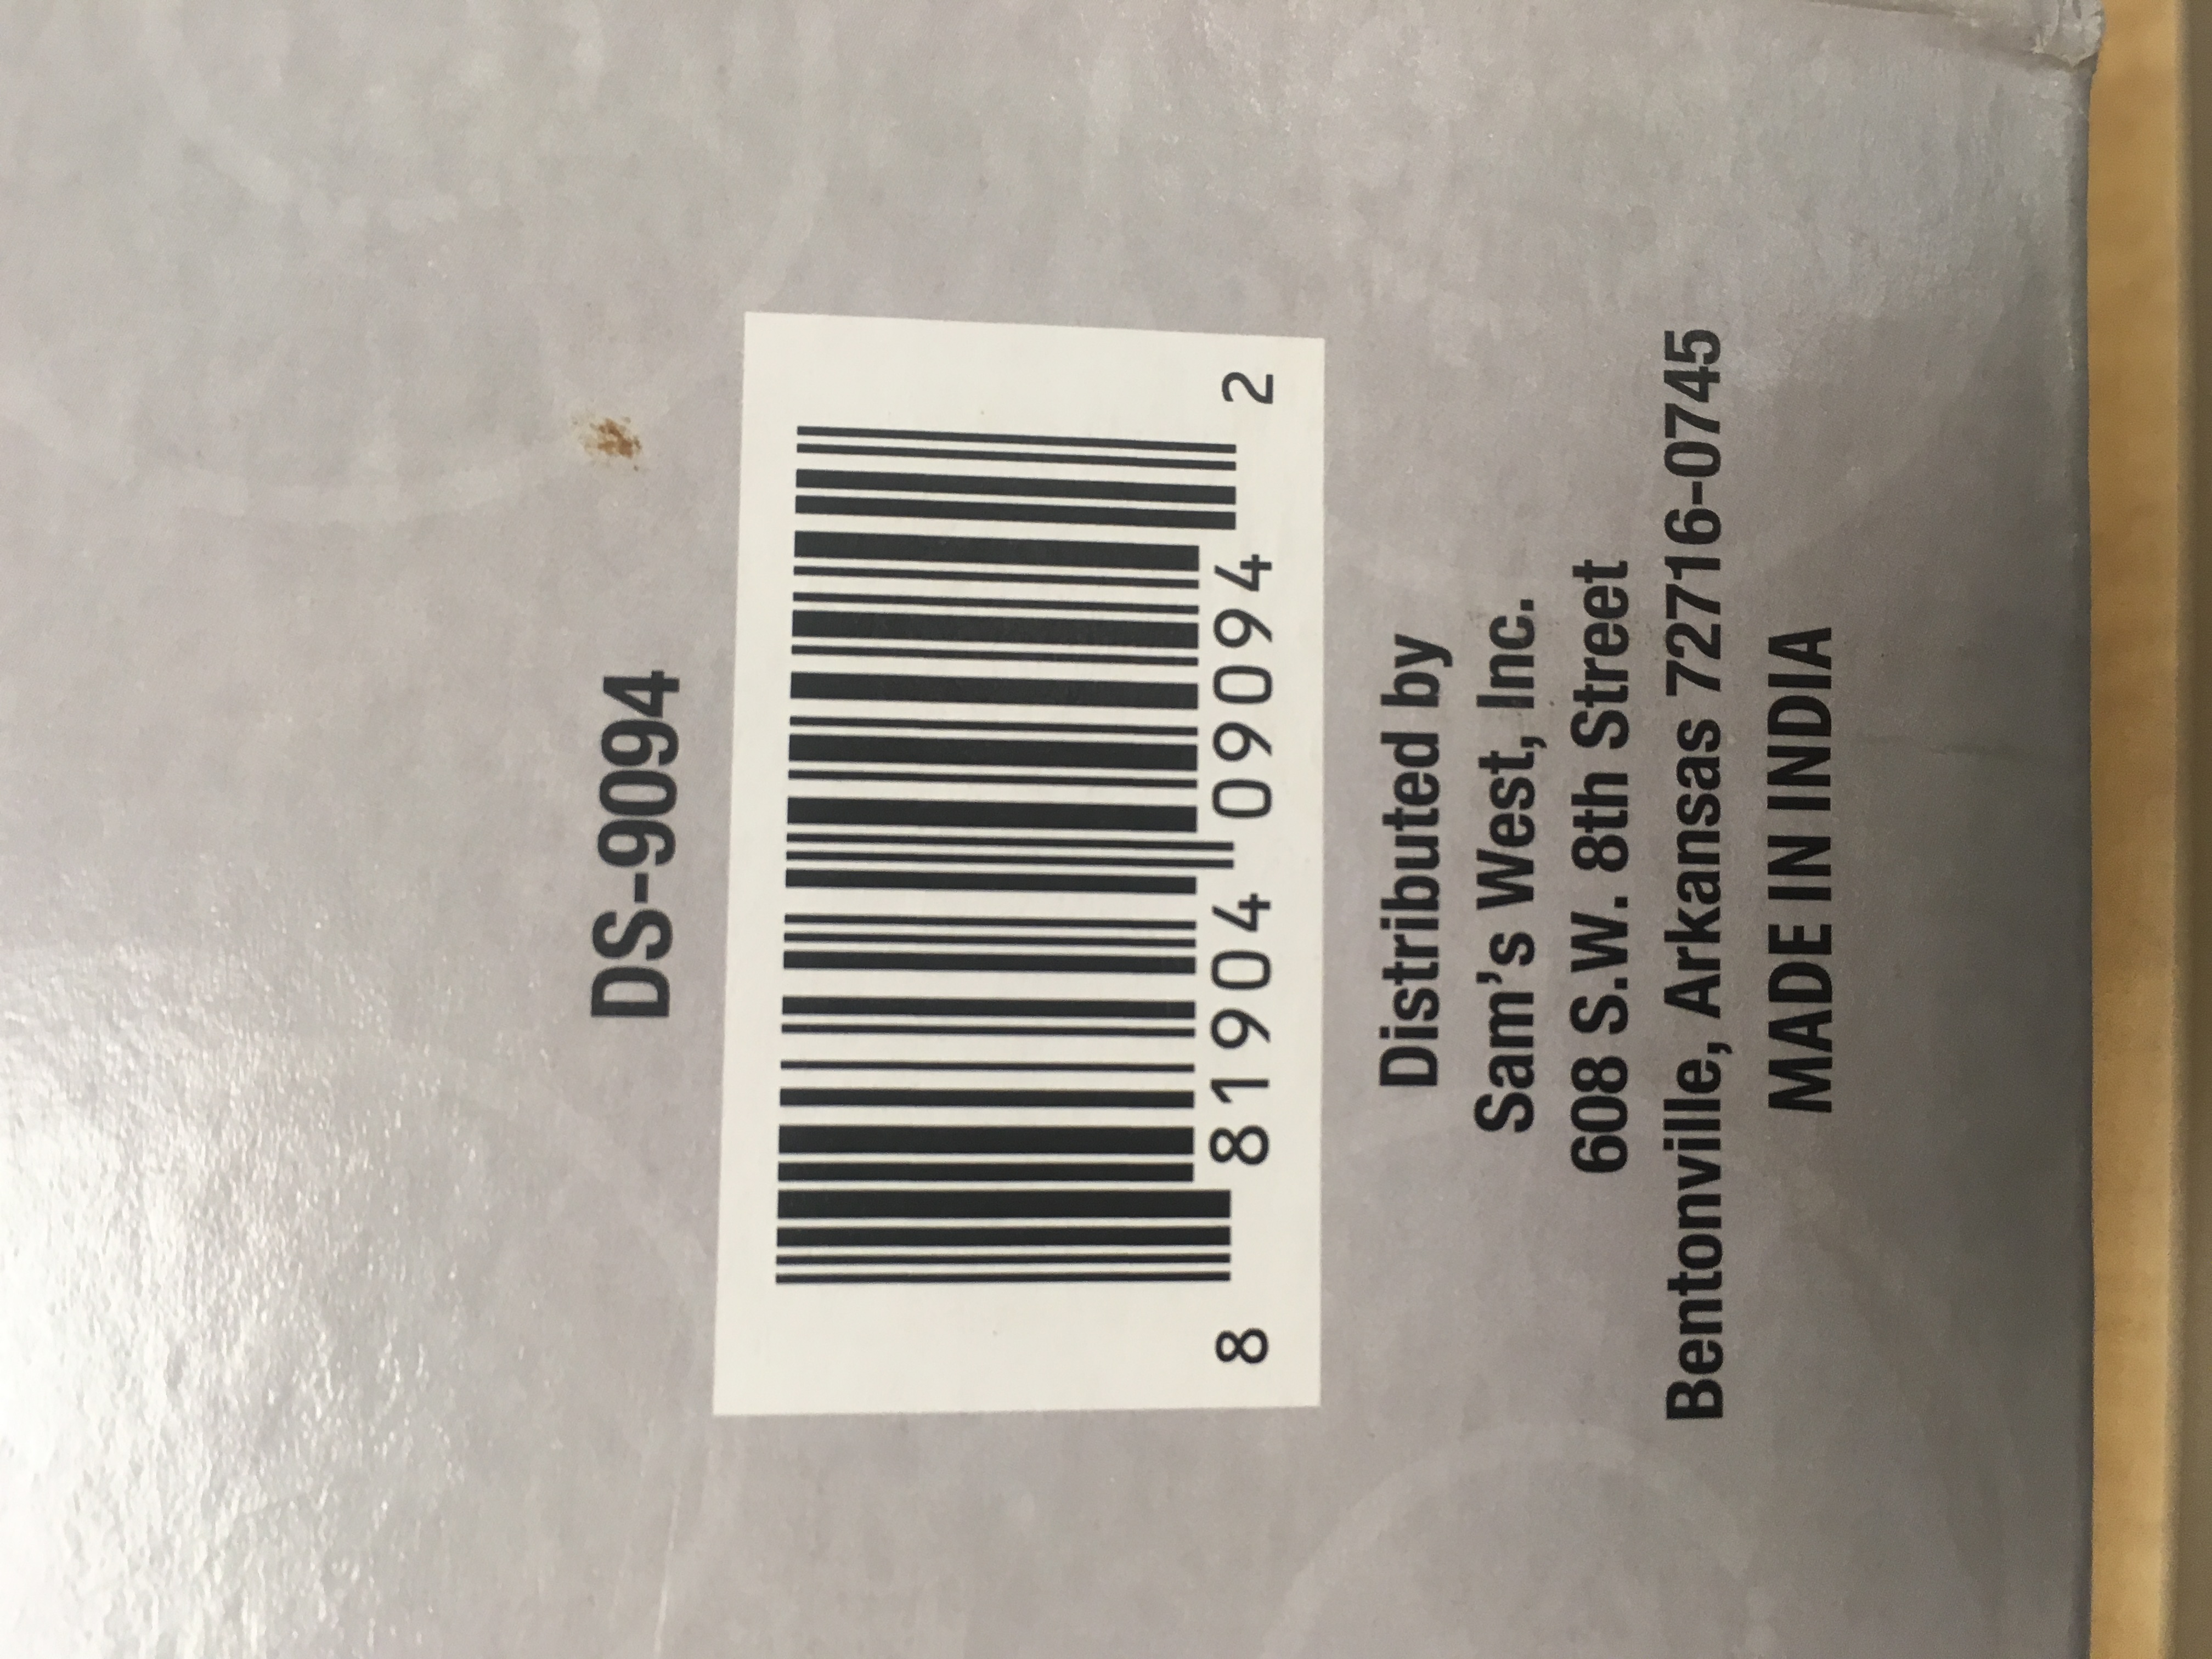 DS-9094
8 81904 09094 2
Distributed by
Sam's West, Inc.
608 S.W. 8th Street
Bentonville, Arkansas 72716-0745
MADE IN INDIA